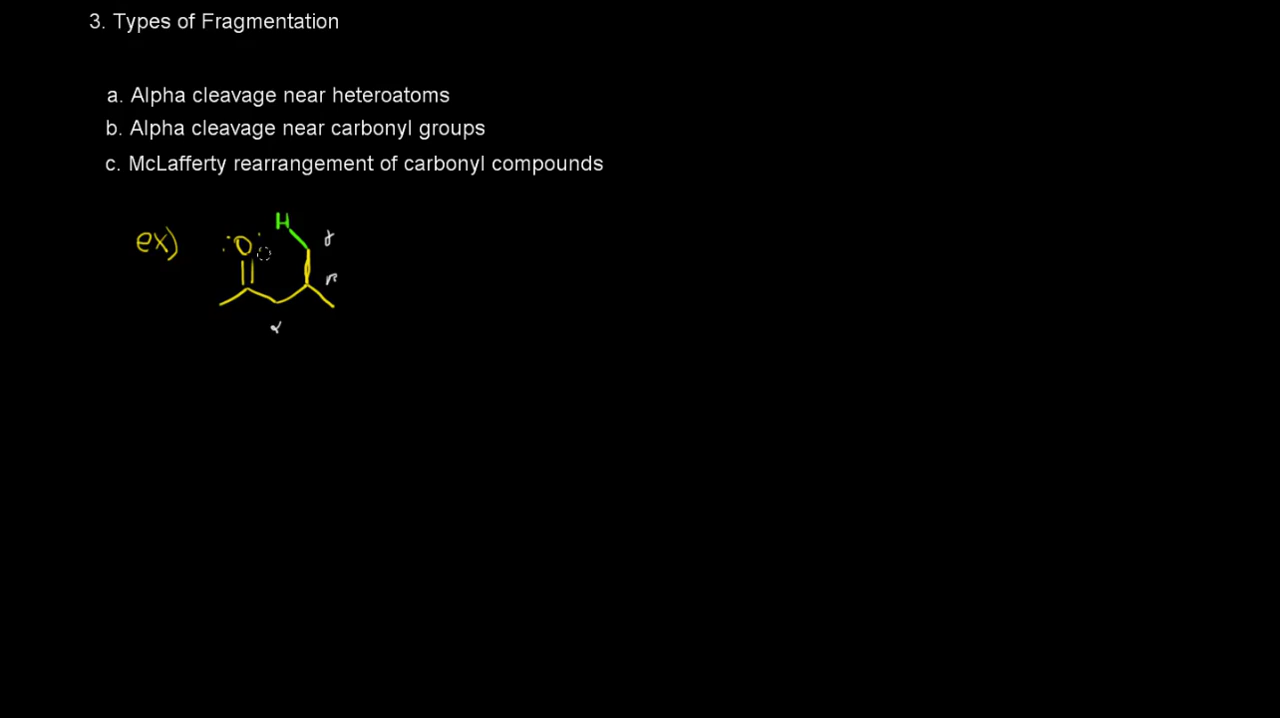 3. Types of Fragmentation
a. Alpha cleavage near heteroatoms
b. Alpha cleavage near carbonyl groups
c. McLafferty rearrangement of carbonyl compounds
ex)
H
O
α